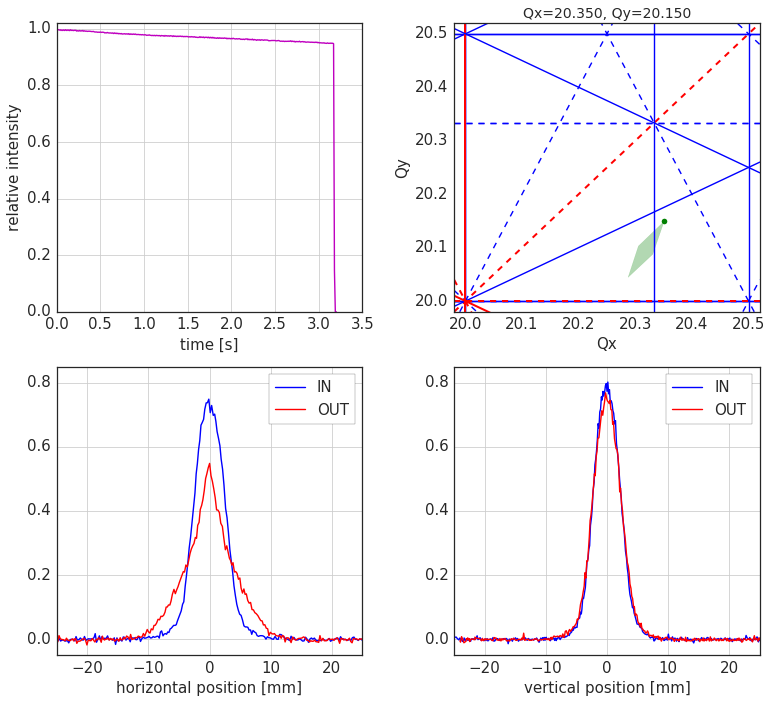 Qx=20.350, Qy=20.150
1.0
0.8
0.6
0.4
0.2
0.0
relative intensity
0.0 0.5 1.0 1.5 2.0 2.5 3.0 3.5
time [s]
20.5
20.4
20.3
20.2
20.1
20.0
Qy
20.0 20.1 20.2 20.3 20.4 20.5
Qx
0.8
0.6
0.4
0.2
0.0
IN
OUT
−20 −10 0 10 20
horizontal position [mm]
0.8
0.6
0.4
0.2
0.0
IN
OUT
−20 −10 0 10 20
vertical position [mm]